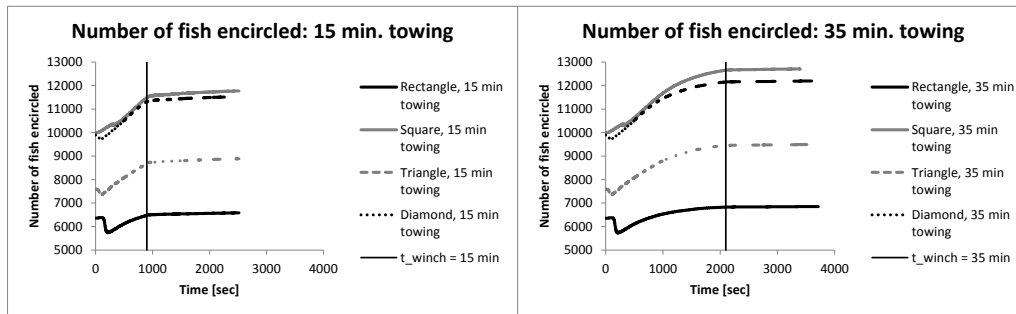 Number of fish encircled: 15 min. towing
Number of fish encircled
13000
12000
11000
10000
9000
8000
7000
6000
5000
0
1000
2000
3000
4000
Time [sec]
Rectangle, 15 min
towing
Square, 15 min
towing
Triangle, 15 min
towing
Diamond, 15 min
towing
t_winch = 15 min
Number of fish encircled: 35 min. towing
Number of fish encircled
13000
12000
11000
10000
9000
8000
7000
6000
5000
0
1000
2000
3000
4000
Time [sec]
Rectangle, 35 min
towing
Square, 35 min
towing
Triangle, 35 min
towing
Diamond, 35 min
towing
t_winch = 35 min